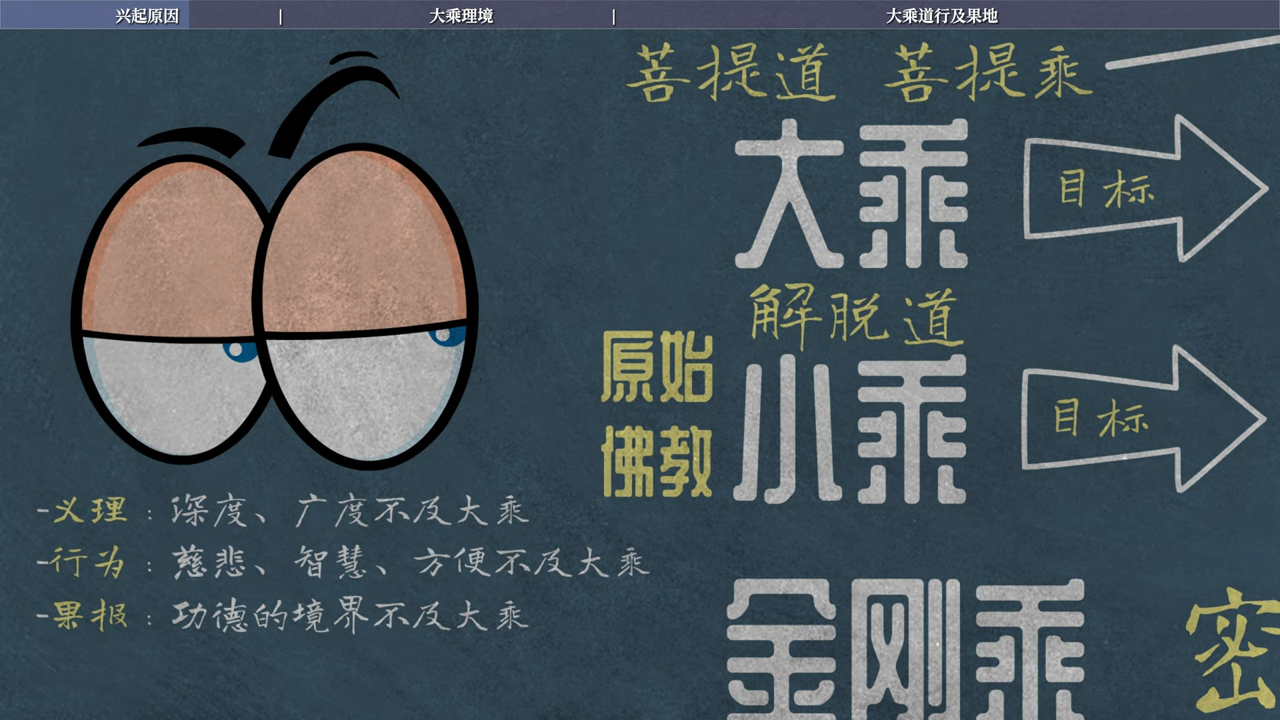 兴起原因 | 大乘理境 | 大乘道行及果地
菩提道 菩提乘
大乘
目标
解脱道
原始
佛教
小乘
目标
-义理：深度、广度不及大乘
-行为：慈悲、智慧、方便不及大乘
-果报：功德的境界不及大乘
金刚乘
密